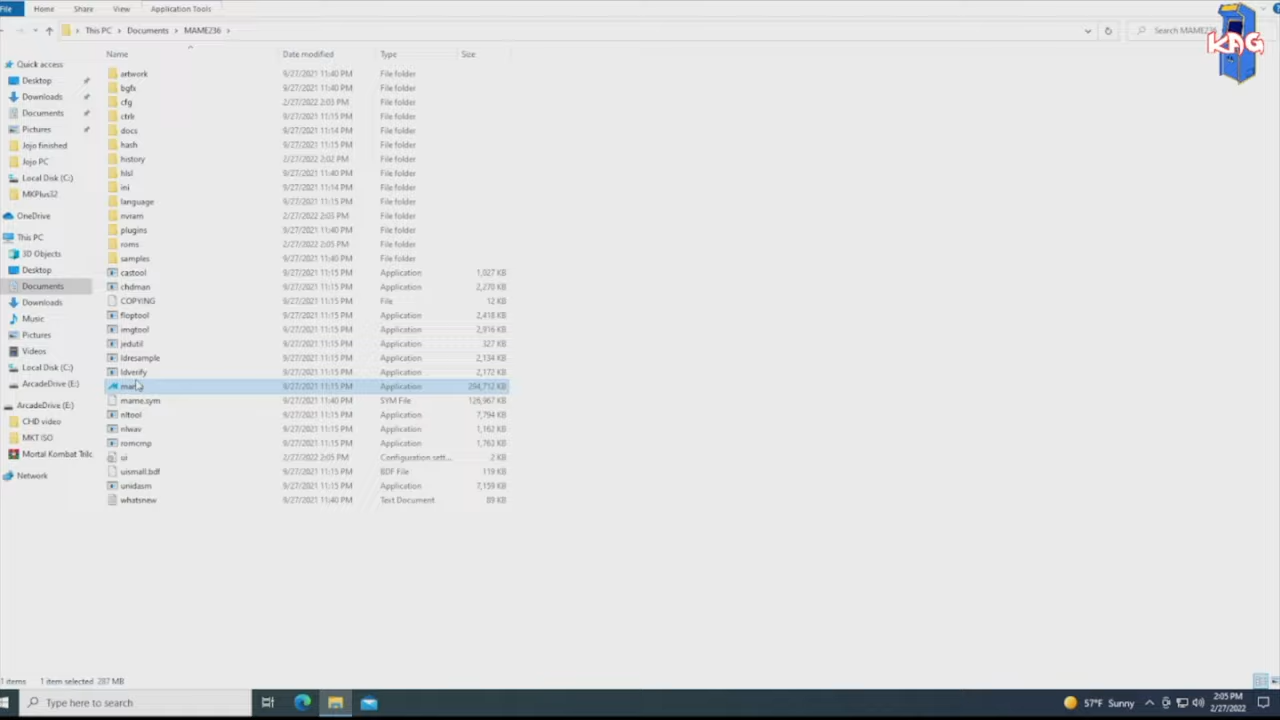 File Home Share View Application Tools
This PC > Documents > MAME236 >
Search MAME236
KAG
Name Date modified Type Size
Quick access
Desktop
Downloads
Documents
Pictures
Jojo finished
Jojo PC
Local Disk (C:)
MKPlus32
OneDrive
This PC
3D Objects
Desktop
Documents
Downloads
Music
Pictures
Videos
Local Disk (C:)
ArcadeDrive (E:)
ArcadeDrive (E:)
CHD video
MKT ISO
Mortal Kombat Trilc
Network
artwork 9/27/2021 11:40 PM File folder
bgfx 9/27/2021 11:40 PM File folder
cfg 2/27/2022 2:03 PM File folder
ctrlr 9/27/2021 11:15 PM File folder
docs 9/27/2021 11:14 PM File folder
hash 9/27/2021 11:15 PM File folder
history 2/27/2022 2:02 PM File folder
hlsl 9/27/2021 11:40 PM File folder
ini 9/27/2021 11:14 PM File folder
language 9/27/2021 11:15 PM File folder
nvram 2/27/2022 2:03 PM File folder
plugins 9/27/2021 11:40 PM File folder
roms 2/27/2022 2:05 PM File folder
samples 9/27/2021 11:40 PM File folder
castool 9/27/2021 11:15 PM Application 1,027 KB
chdman 9/27/2021 11:15 PM Application 2,270 KB
COPYING 9/27/2021 11:15 PM File 12 KB
floptool 9/27/2021 11:15 PM Application 2,418 KB
imgtool 9/27/2021 11:15 PM Application 2,916 KB
jedutil 9/27/2021 11:15 PM Application 327 KB
ldresample 9/27/2021 11:15 PM Application 2,134 KB
ldverify 9/27/2021 11:15 PM Application 2,172 KB
9/27/2021 11:15 PM Application 294,712 KB
mame.sym 9/27/2021 11:40 PM SYM File 126,967 KB
nltool 9/27/2021 11:15 PM Application 7,794 KB
nlwav 9/27/2021 11:15 PM Application 1,162 KB
romcmp 9/27/2021 11:15 PM Application 1,763 KB
ui 2/27/2022 2:05 PM Configuration sett... 2 KB
uismall.bdf 9/27/2021 11:15 PM BDF File 119 KB
unidasm 9/27/2021 11:15 PM Application 7,159 KB
whatsnew 9/27/2021 11:40 PM Text Document 89 KB
items 1 item selected 287 MB
Type here to search
57°F Sunny
2:05 PM
2/27/2022